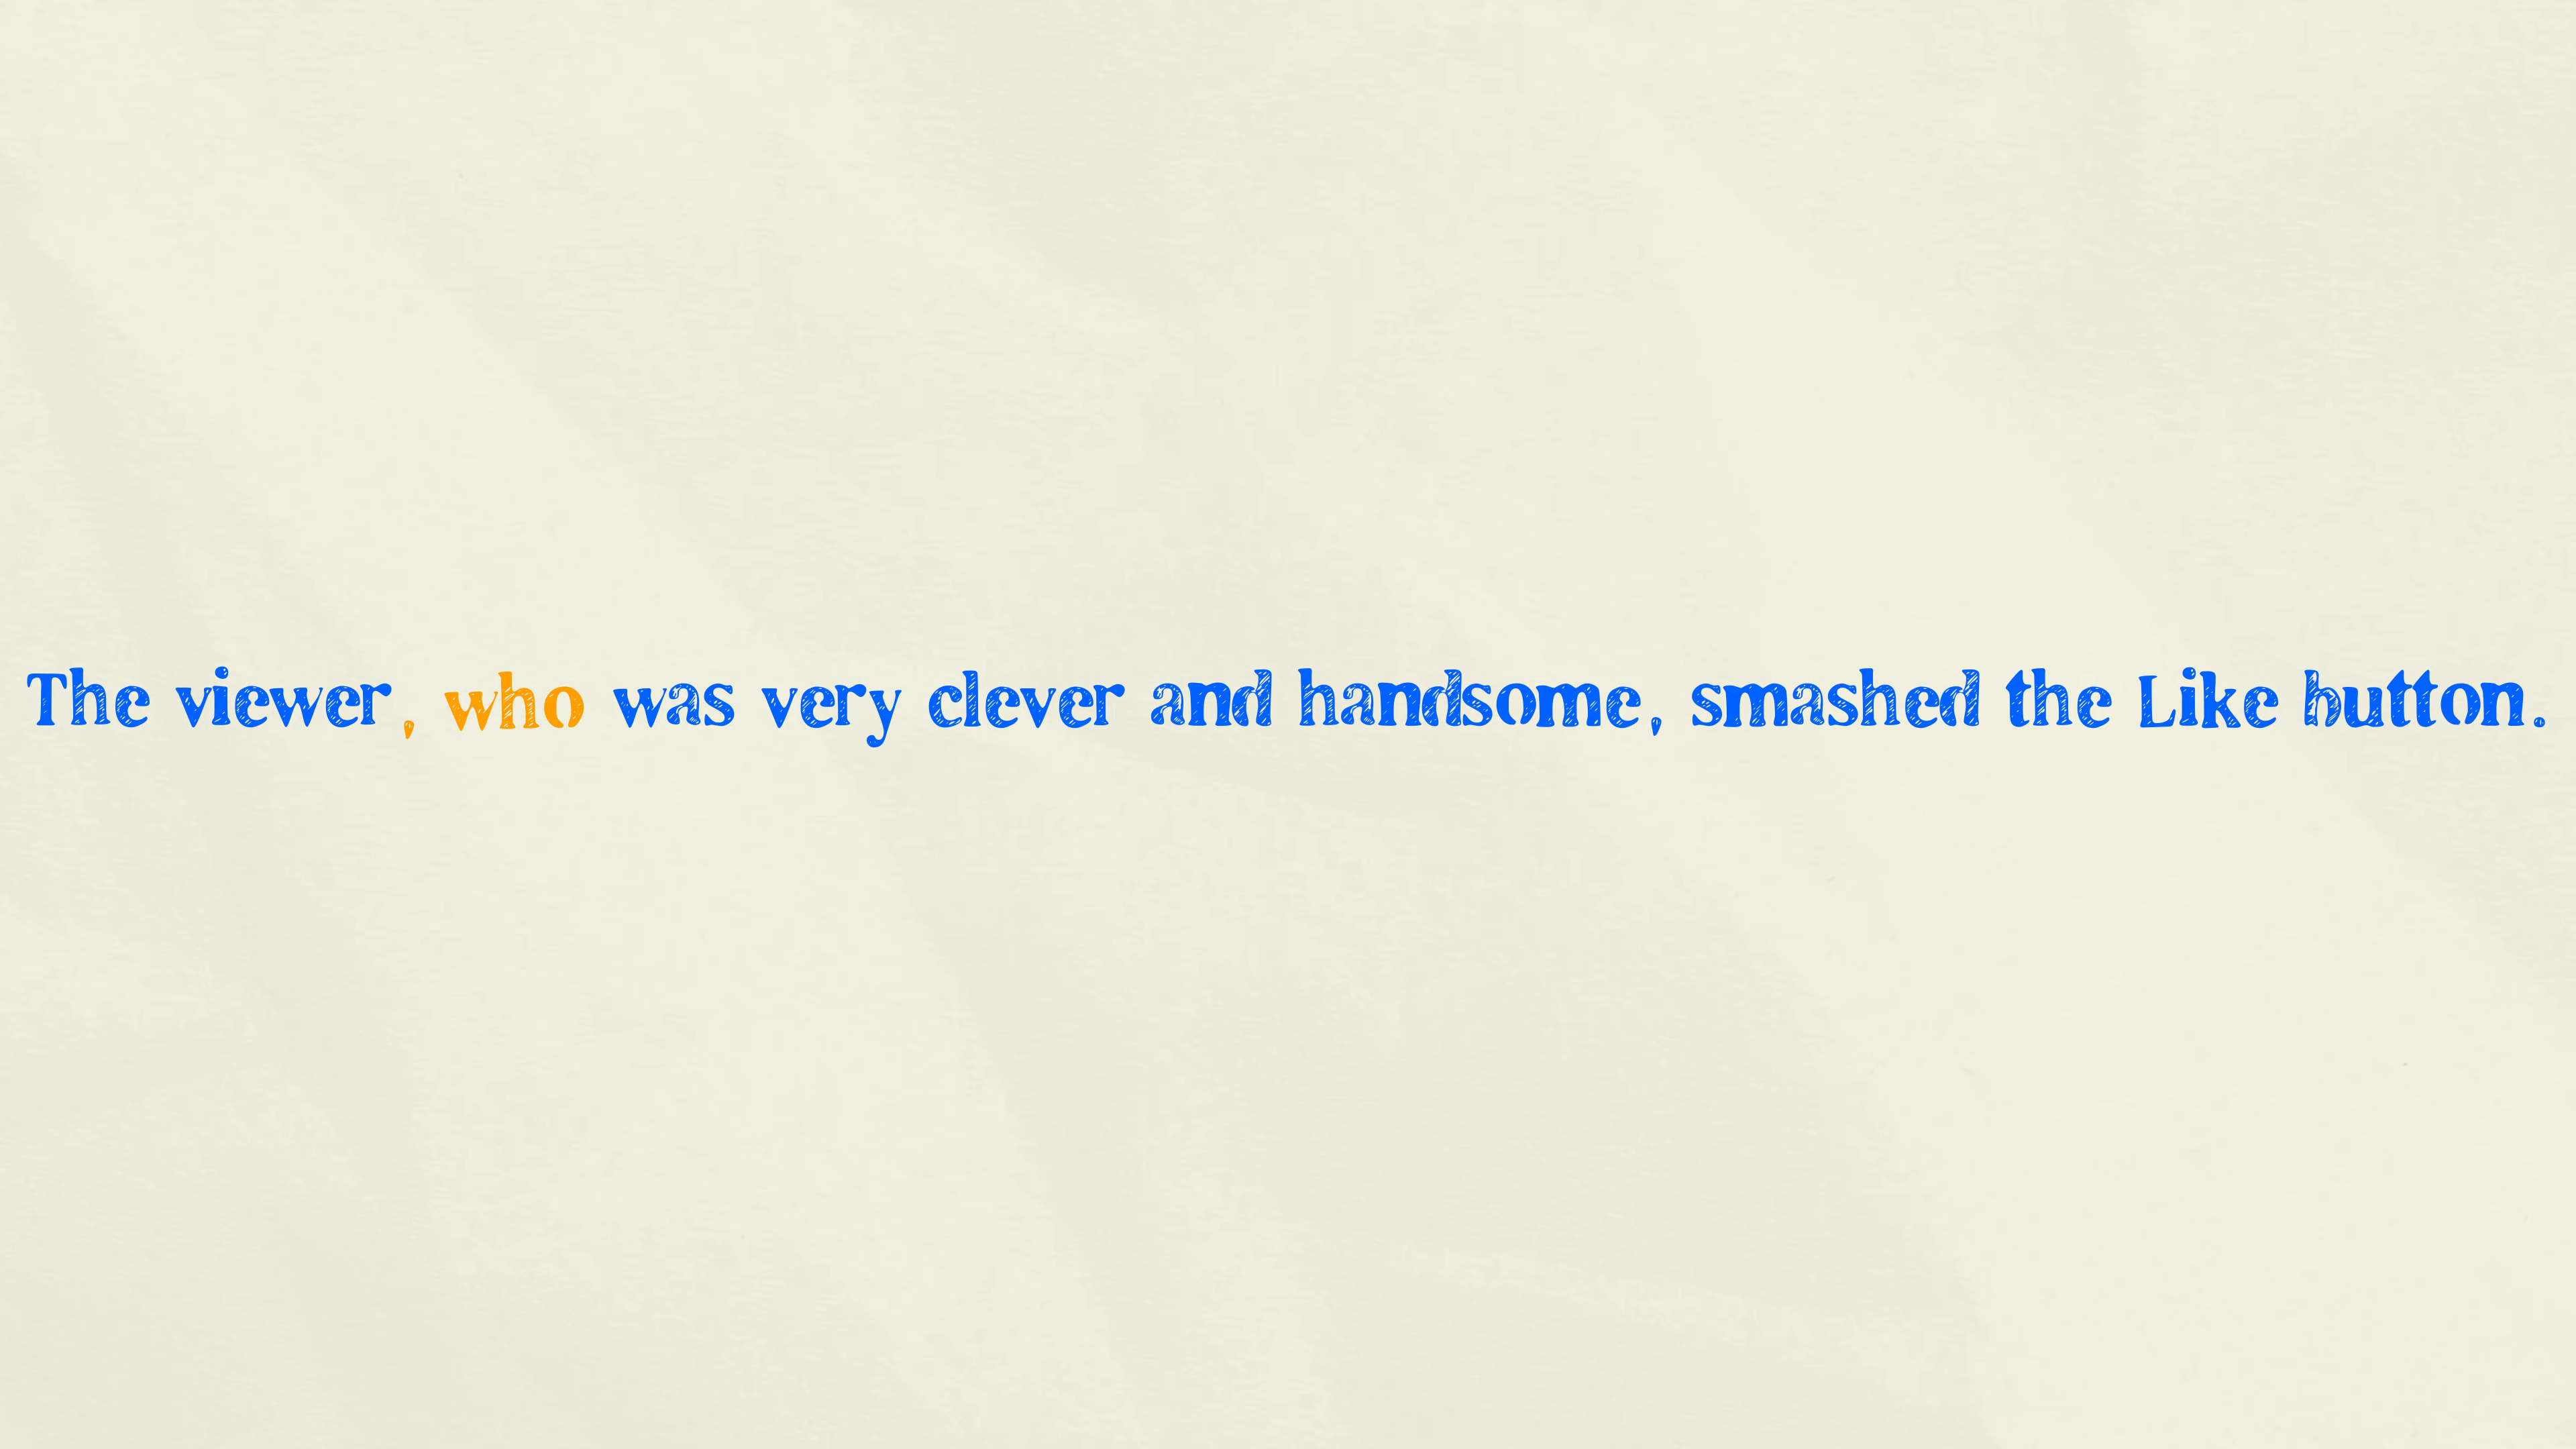 The viewer, who was very clever and handsome, smashed the Like button.